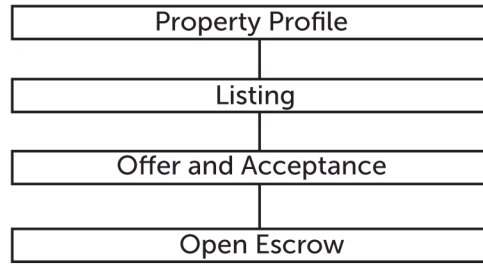 Property Profile
Listing
Offer and Acceptance
Open Escrow